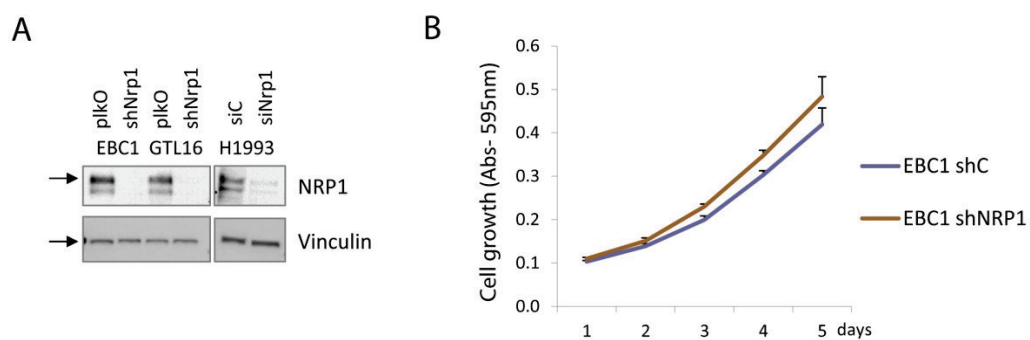 A
plkO
shNrp1
plkO
shNrp1
siC
siNrp1
EBC1 GTL16 H1993
NRP1
Vinculin
B
Cell growth (Abs- 595nm)
0.6
0.5
0.4
0.3
0.2
0.1
0.0
1 2 3 4 5 days
EBC1 shC
EBC1 shNRP1